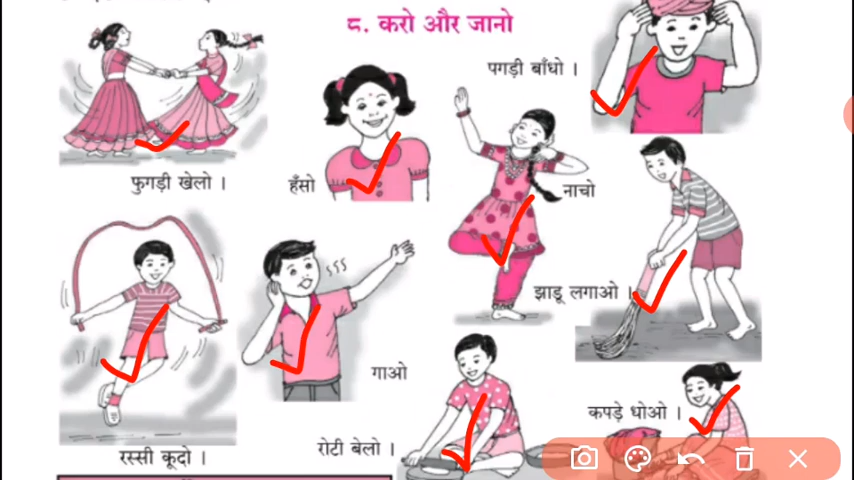 ८. करो और जानो
पगड़ी बाँधो ।
फुगड़ी खेलो ।
हँसो
नाचो
झाडू लगाओ ।
गाओ
कपड़े धोओ ।
रस्सी कूदो ।
रोटी बेलो ।